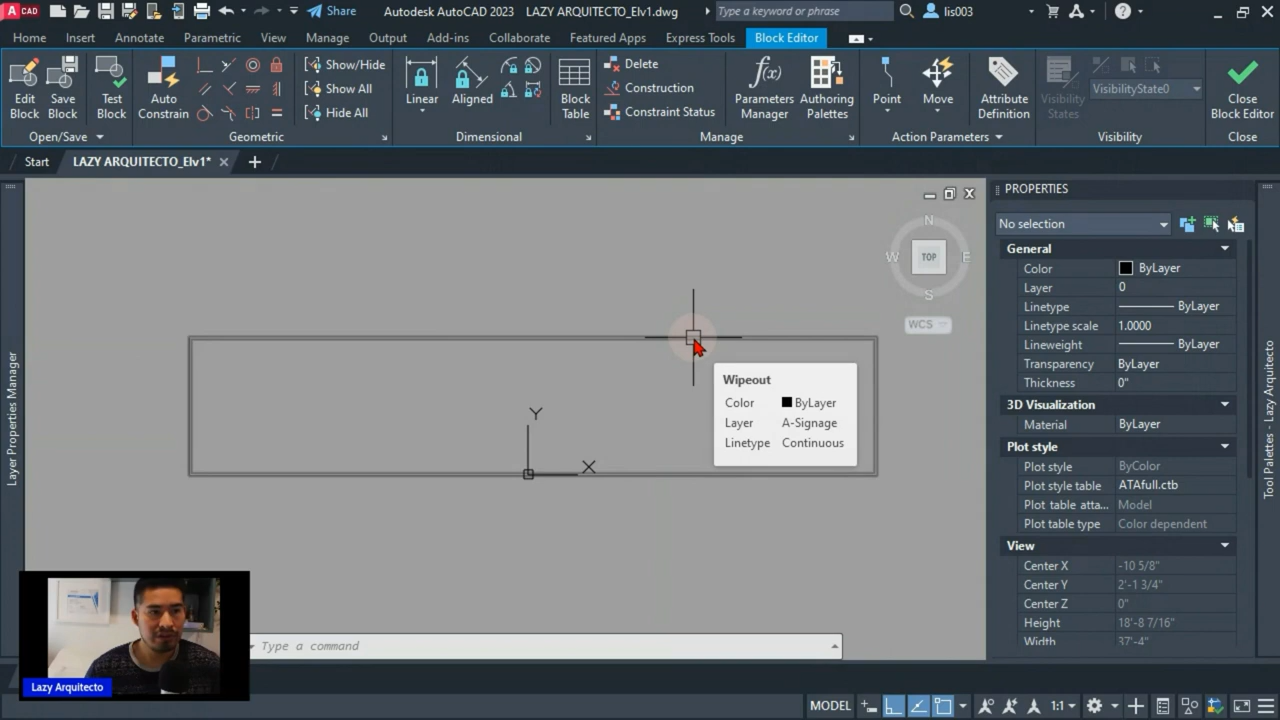 A CAD Share Autodesk AutoCAD 2023 LAZY ARQUITECTO_Elv1.dwg Type a keyword or phrase lis003
Home Insert Annotate Parametric View Manage Output Add-ins Collaborate Featured Apps Express Tools Block Editor
Edit Block
Save Block
Test Block
Open/Save
Auto Constrain
Show/Hide
Show All
Hide All
Geometric
Linear
Aligned
Dimensional
Block Table
Delete
Construction
Constraint Status
f(x)
Parameters Manager
Authoring Palettes
Manage
Point
Move
Attribute Definition
Action Parameters
Visibility States
VisibilityState0
Visibility
Close Block Editor
Close
Start LAZY ARQUITECTO_Elv1*
Layer Properties Manager
N
W
TOP
E
S
WCS
Y
X
Wipeout
Color ByLayer
Layer A-Signage
Linetype Continuous
Type a command
Lazy Arquitecto
PROPERTIES
No selection
General
Color ByLayer
Layer 0
Linetype ByLayer
Linetype scale 1.0000
Lineweight ByLayer
Transparency ByLayer
Thickness 0"
3D Visualization
Material ByLayer
Plot style
Plot style ByColor
Plot style table ATAfull.ctb
Plot table atta... Model
Plot table type Color dependent
View
Center X -10 5/8"
Center Y 2'-1 3/4"
Center Z 0"
Height 18'-8 7/16"
Width 37'-4"
Tool Palettes - Lazy Arquitecto
MODEL 1:1